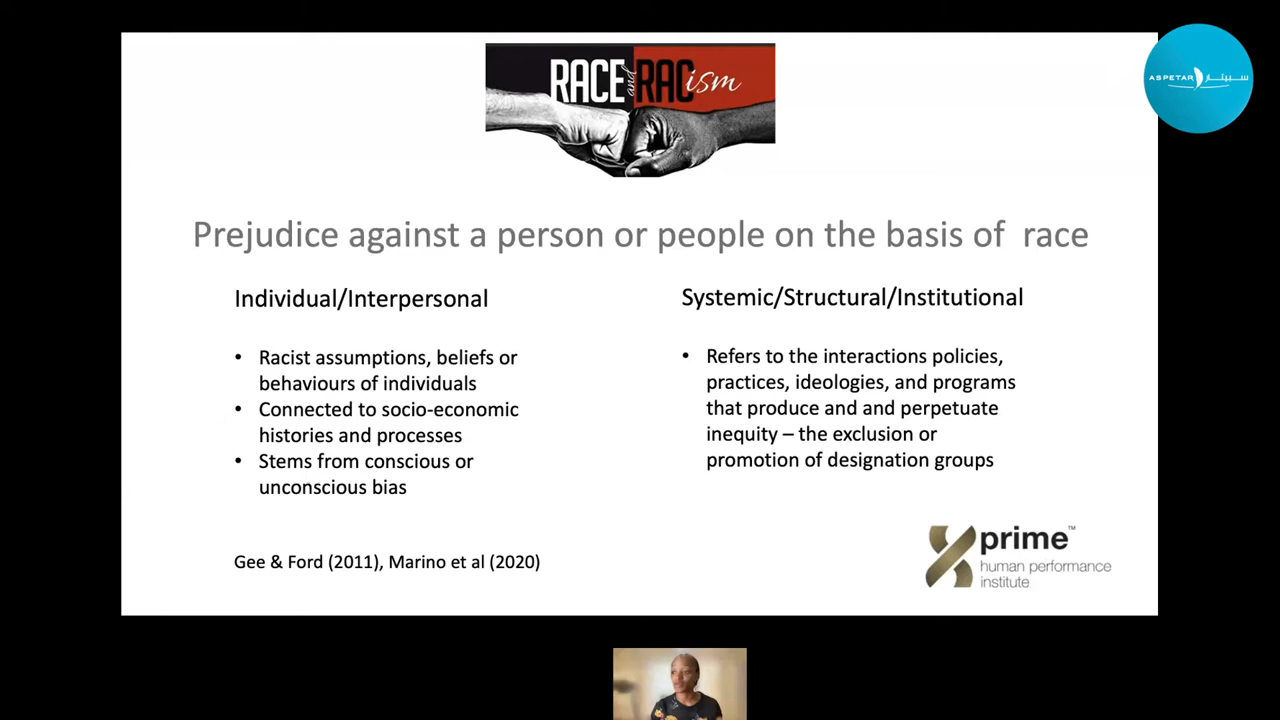 RACE and RACism
ASPETAR سبيتار
Prejudice against a person or people on the basis of race
Individual/Interpersonal
• Racist assumptions, beliefs or
behaviours of individuals
• Connected to socio-economic
histories and processes
• Stems from conscious or
unconscious bias
Gee & Ford (2011), Marino et al (2020)
Systemic/Structural/Institutional
• Refers to the interactions policies,
practices, ideologies, and programs
that produce and and perpetuate
inequity – the exclusion or
promotion of designation groups
prime™
human performance
institute